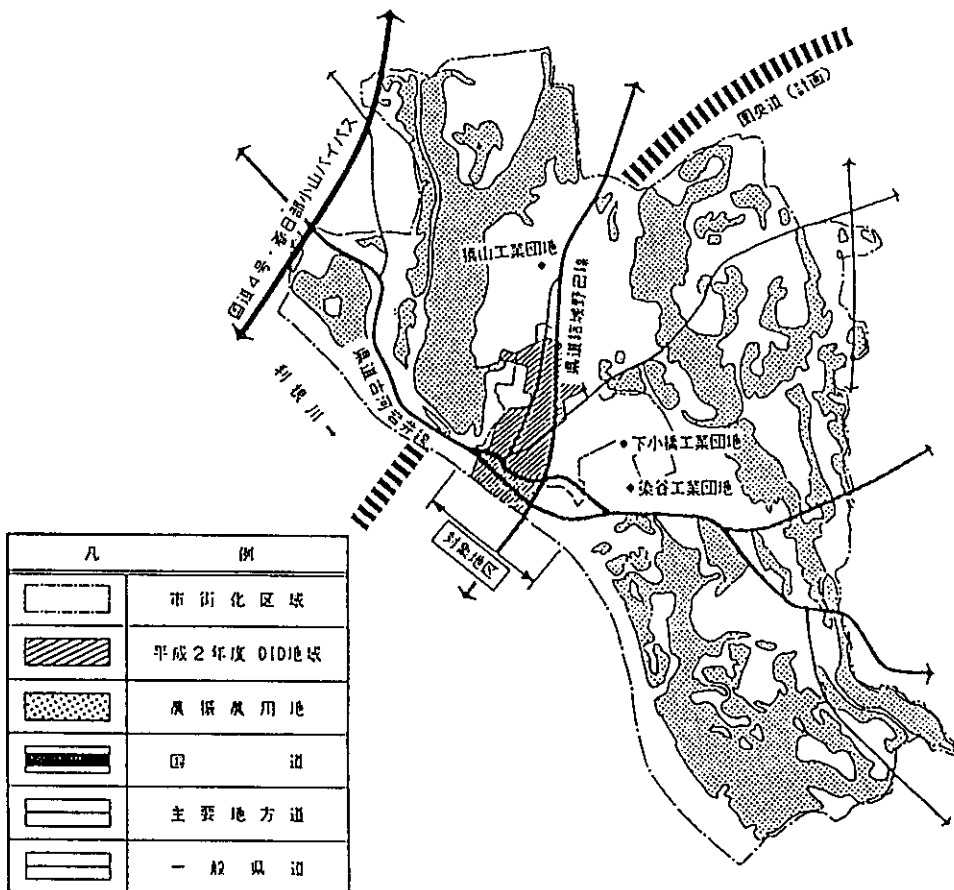 圏央道(計画)
国道4号・春日部小山バイパス
猿山工業団地
県道結城野田線
県道古河岩井線
利根川→
下小橋工業団地
染谷工業団地
対象地区
凡例
市街化区域
平成2年度DID地域
農振農用地
国道
主要地方道
一般県道